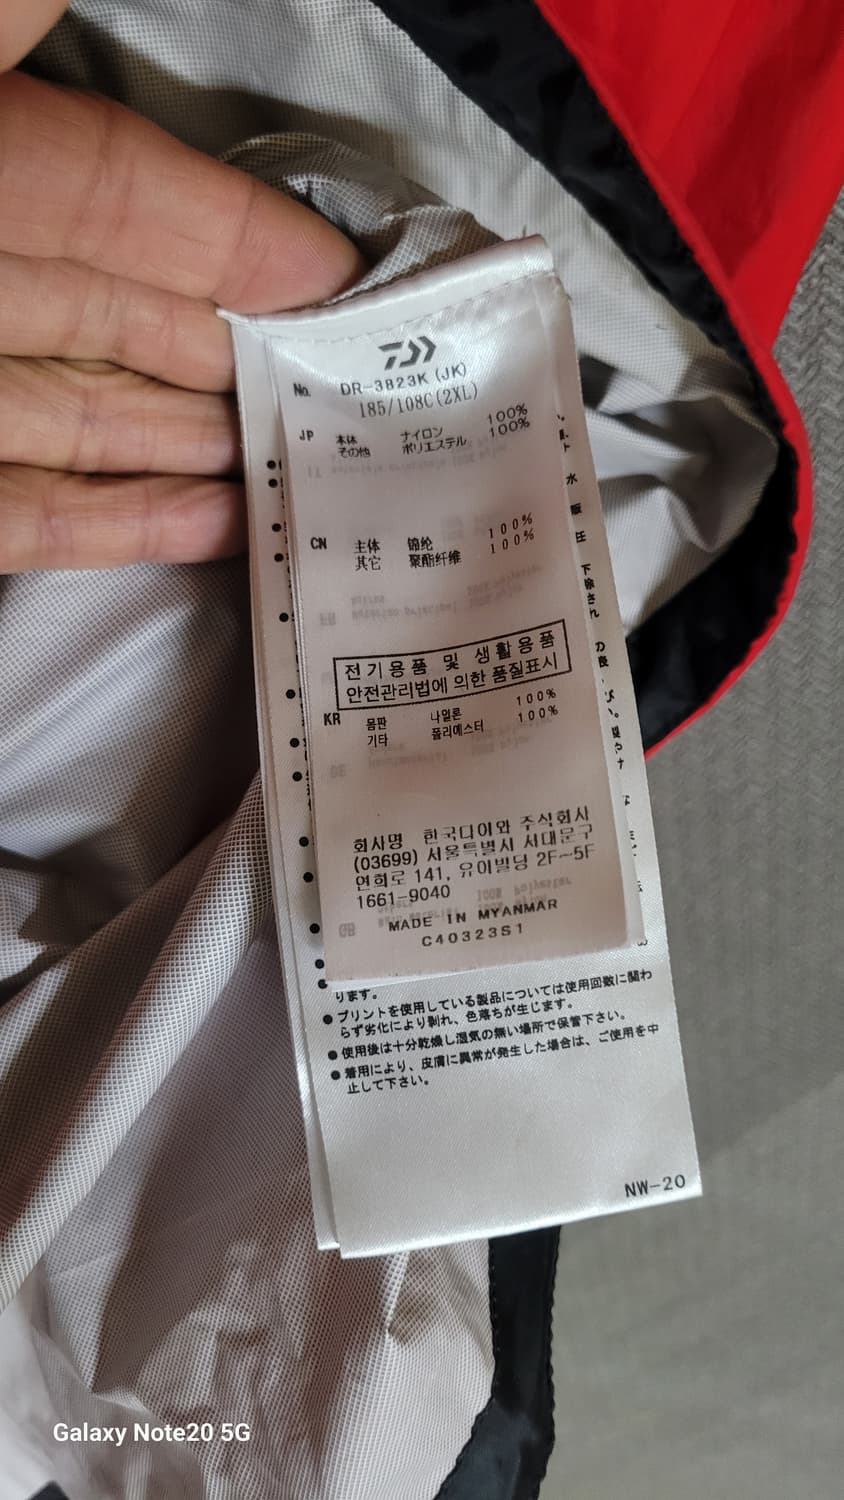 No. DR-3823K (JK)
185/108C(2XL)
JP 本体 ナイロン 100%
その他 ポリエステル 100%
CN 主体 锦纶 100%
其它 聚酯纤维 100%
전기용품 및 생활용품
안전관리법에 의한 품질표시
KR 몸판 나일론 100%
기타 폴리에스터 100%
회사명 한국다이와 주식회사
(03699) 서울특별시 서대문구
연희로 141, 유아빌딩 2F~5F
1661-9040
MADE IN MYANMAR
C40323S1
ります。
●プリントを使用している製品については使用回数に関わ
らず劣化により剥れ、色落ちが生じます。
●使用後は十分乾燥し湿気の無い場所で保管下さい。
●着用により、皮膚に異常が発生した場合は、ご使用を中
止して下さい。
NW-20
Galaxy Note20 5G